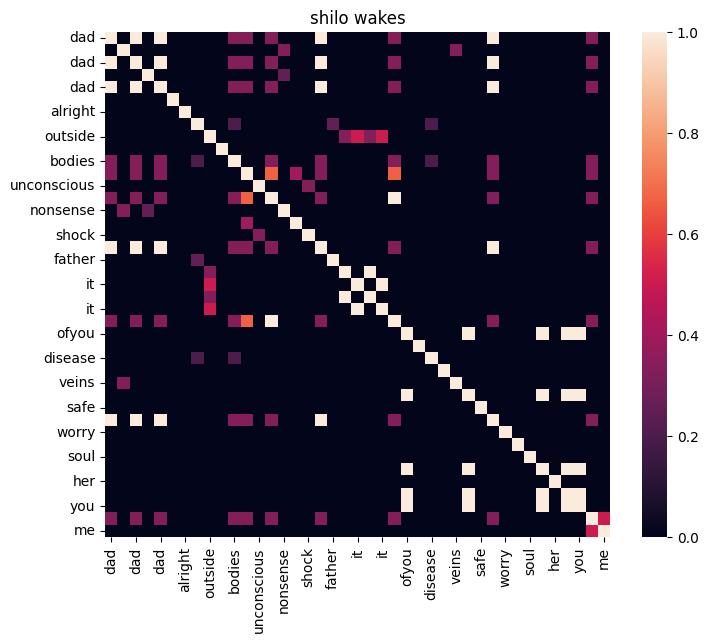 shilo wakes
dad
dad
dad
alright
outside
bodies
unconscious
nonsense
shock
father
it
it
ofyou
disease
veins
safe
worry
soul
her
you
me
1.0
0.8
0.6
0.4
0.2
0.0
dad
dad
dad
alright
outside
bodies
unconscious
nonsense
shock
father
it
it
ofyou
disease
veins
safe
worry
soul
her
you
me